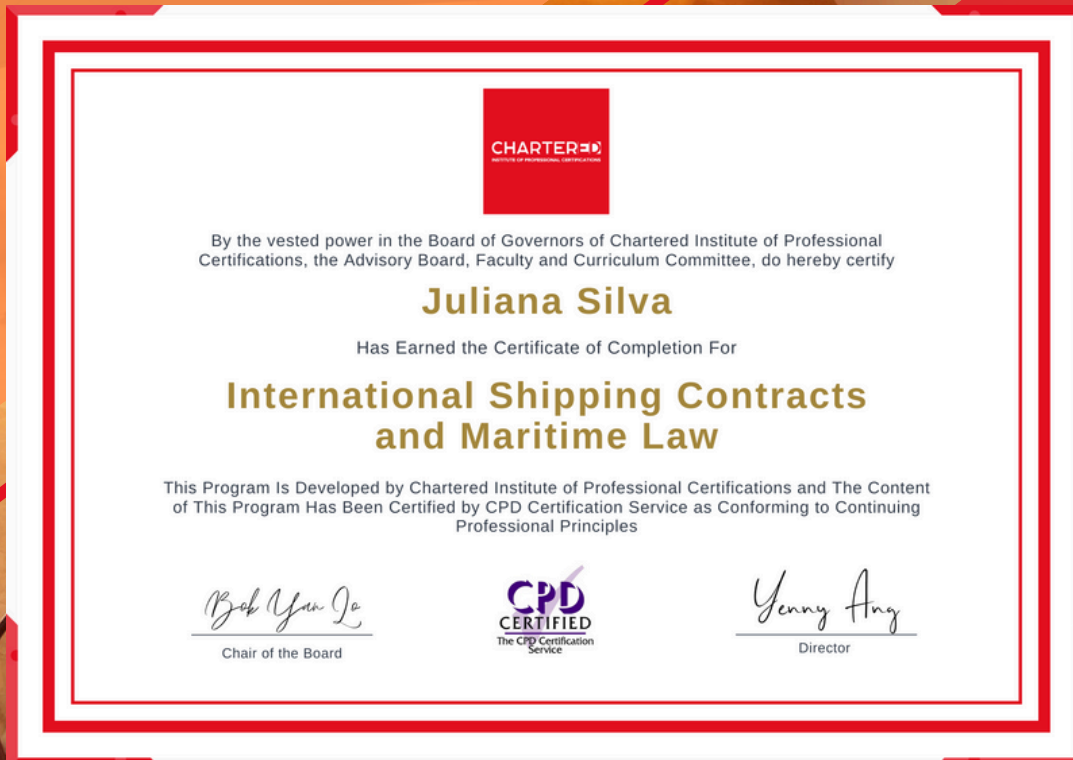 CHARTERED
INSTITUTE OF PROFESSIONAL CERTIFICATIONS
By the vested power in the Board of Governors of Chartered Institute of Professional
Certifications, the Advisory Board, Faculty and Curriculum Committee, do hereby certify
Juliana Silva
Has Earned the Certificate of Completion For
International Shipping Contracts
and Maritime Law
This Program Is Developed by Chartered Institute of Professional Certifications and The Content
of This Program Has Been Certified by CPD Certification Service as Conforming to Continuing
Professional Principles
Bok Yan Lo
Yenny Ang
CPD
CERTIFIED
The CPD Certification
Service
Chair of the Board
Director